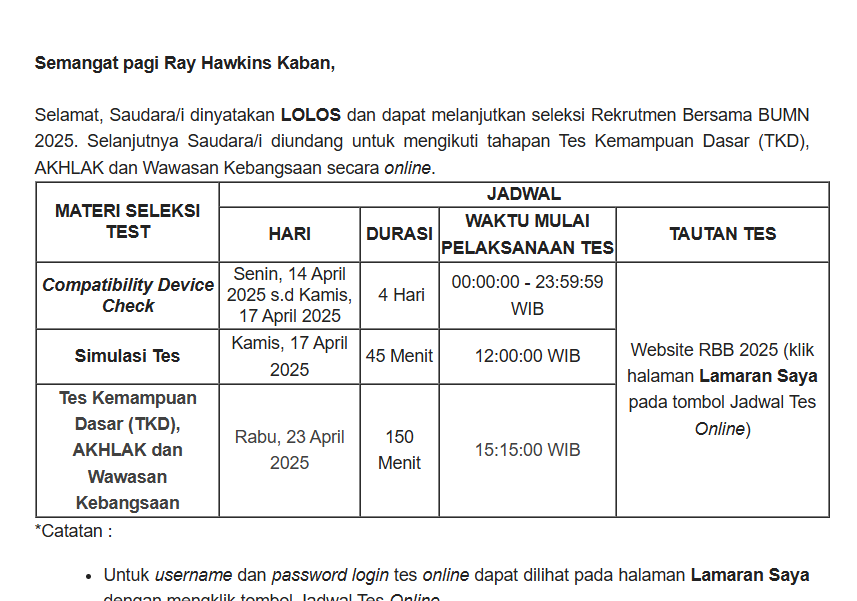 Semangat pagi Ray Hawkins Kaban,
Selamat, Saudara/i dinyatakan LOLOS dan dapat melanjutkan seleksi Rekrutmen Bersama BUMN
2025. Selanjutnya Saudara/i diundang untuk mengikuti tahapan Tes Kemampuan Dasar (TKD),
AKHLAK dan Wawasan Kebangsaan secara online.
MATERI SELEKSI
TEST
JADWAL
HARI
DURASI
WAKTU MULAI
PELAKSANAAN TES
TAUTAN TES
Compatibility Device
Check
Senin, 14 April
2025 s.d Kamis,
17 April 2025
4 Hari
00:00:00 - 23:59:59
WIB
Website RBB 2025 (klik
halaman Lamaran Saya
pada tombol Jadwal Tes
Online)
Simulasi Tes
Kamis, 17 April
2025
45 Menit
12:00:00 WIB
Tes Kemampuan
Dasar (TKD),
AKHLAK dan
Wawasan
Kebangsaan
Rabu, 23 April
2025
150
Menit
15:15:00 WIB
*Catatan :
• Untuk username dan password login tes online dapat dilihat pada halaman Lamaran Saya
dengan mengklik tombol Jadwal Tes Online.